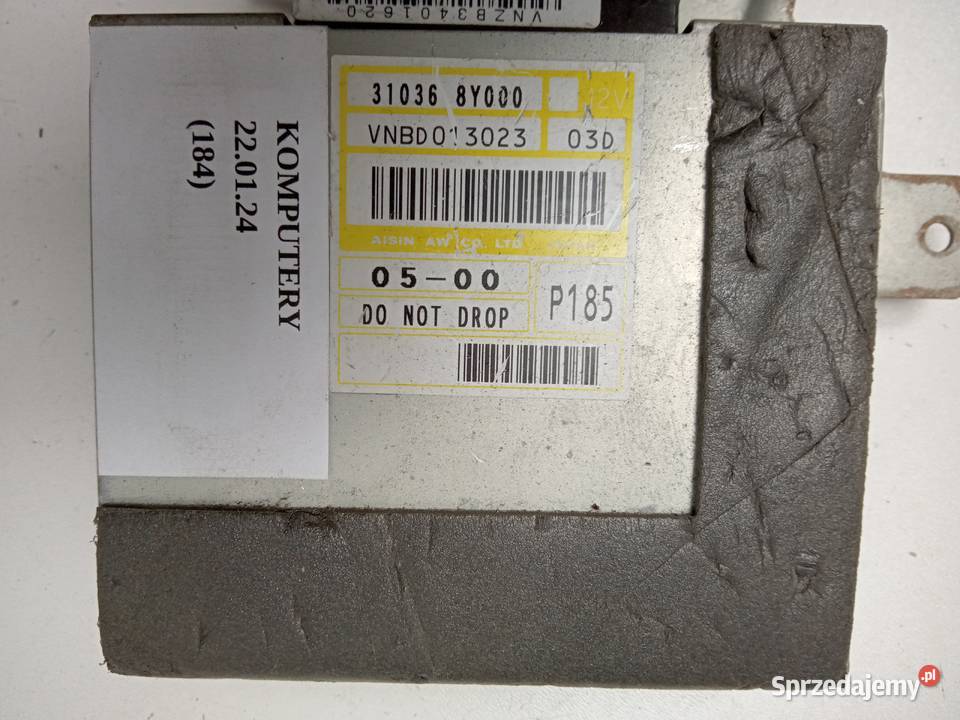 VNZB3401620
31036 8Y000
12V
VNBD013023
03D
AISIN AW CO. LTD
05-00
P185
DO NOT DROP
KOMPUTERY
22.01.24
(184)
Sprzedajemy.pl